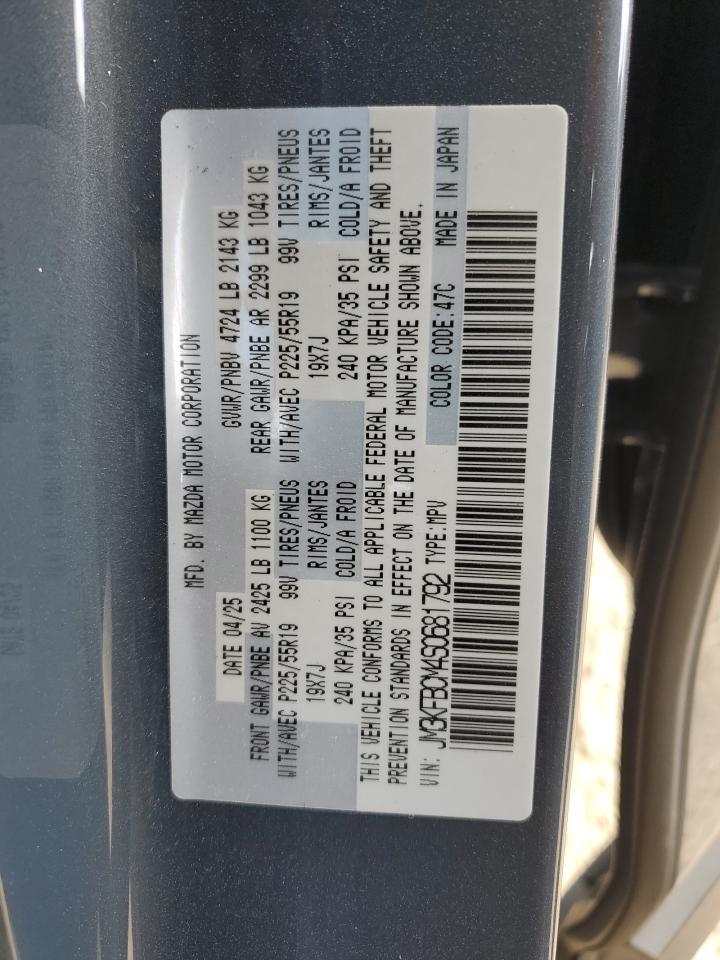 MFD. BY MAZDA MOTOR CORPORATION
DATE 04/25 GVWR/PNBV 4724 LB 2143 KG
FRONT GAWR/PNBE AV 2425 LB 1100 KG REAR GAWR/PNBE AR 2299 LB 1043 KG
WITH/AVEC P225/55R19 99V TIRES/PNEUS WITH/AVEC P225/55R19 99V TIRES/PNEUS
19X7J RIMS/JANTES 19X7J RIMS/JANTES
240 KPA/35 PSI COLD/A FROID 240 KPA/35 PSI COLD/A FROID
THIS VEHICLE CONFORMS TO ALL APPLICABLE FEDERAL MOTOR VEHICLE SAFETY AND THEFT
PREVENTION STANDARDS IN EFFECT ON THE DATE OF MANUFACTURE SHOWN ABOVE.
VIN: JM3KFBCM4S0681792 TYPE:MPV COLOR CODE:47C MADE IN JAPAN